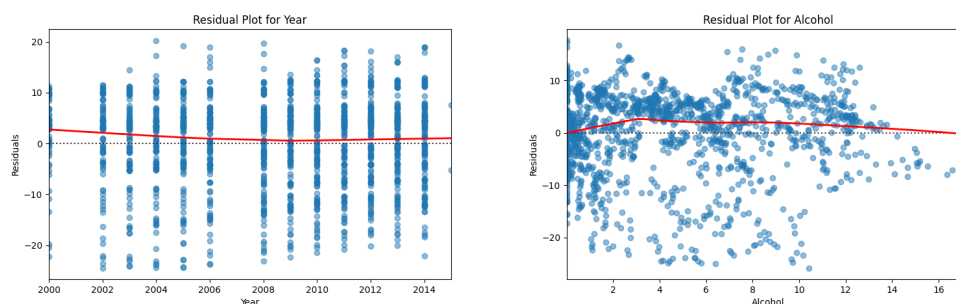 Residual Plot for Year
20
10
0
−10
−20
Residuals
2000 2002 2004 2006 2008 2010 2012 2014
Year
Residual Plot for Alcohol
10
0
−10
−20
Residuals
2 4 6 8 10 12 14 16
Alcohol